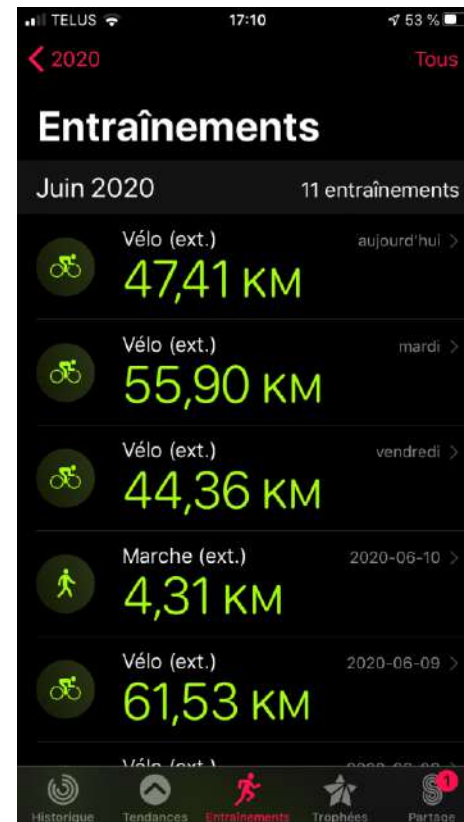 TELUS 17:10 53 %
2020 Tous
Entraînements
Juin 2020 11 entraînements
Vélo (ext.) aujourd'hui
47,41 KM
Vélo (ext.) mardi
55,90 KM
Vélo (ext.) vendredi
44,36 KM
Marche (ext.) 2020-06-10
4,31 KM
Vélo (ext.) 2020-06-09
61,53 KM
Vélo (ext.)
1
Historique Tendances Entraînements Trophées Partage